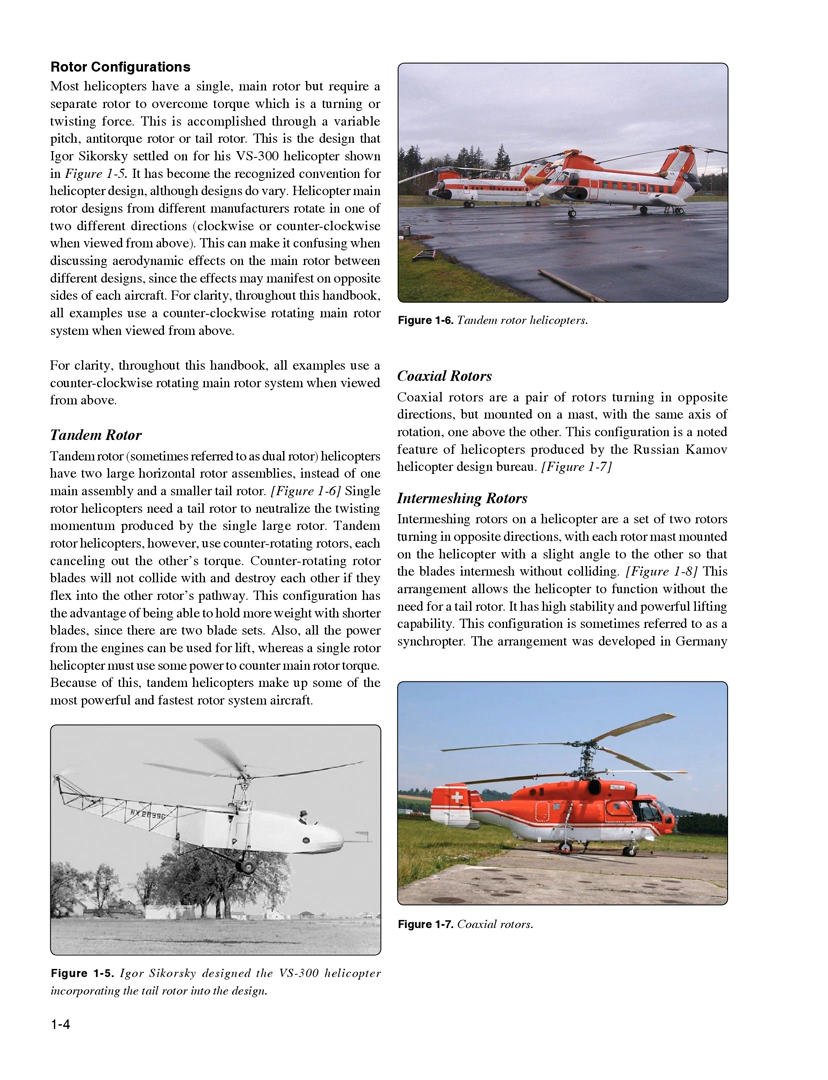 Rotor Configurations
Most helicopters have a single, main rotor but require a
separate rotor to overcome torque which is a turning or
twisting force. This is accomplished through a variable
pitch, antitorque rotor or tail rotor. This is the design that
Igor Sikorsky settled on for his VS-300 helicopter shown
in Figure 1-5. It has become the recognized convention for
helicopter design, although designs do vary. Helicopter main
rotor designs from different manufacturers rotate in one of
two different directions (clockwise or counter-clockwise
when viewed from above). This can make it confusing when
discussing aerodynamic effects on the main rotor between
different designs, since the effects may manifest on opposite
sides of each aircraft. For clarity, throughout this handbook,
all examples use a counter-clockwise rotating main rotor
system when viewed from above.
For clarity, throughout this handbook, all examples use a
counter-clockwise rotating main rotor system when viewed
from above.
Tandem Rotor
Tandem rotor (sometimes referred to as dual rotor) helicopters
have two large horizontal rotor assemblies, instead of one
main assembly and a smaller tail rotor. [Figure 1-6] Single
rotor helicopters need a tail rotor to neutralize the twisting
momentum produced by the single large rotor. Tandem
rotor helicopters, however, use counter-rotating rotors, each
canceling out the other's torque. Counter-rotating rotor
blades will not collide with and destroy each other if they
flex into the other rotor's pathway. This configuration has
the advantage of being able to hold more weight with shorter
blades, since there are two blade sets. Also, all the power
from the engines can be used for lift, whereas a single rotor
helicopter must use some power to counter main rotor torque.
Because of this, tandem helicopters make up some of the
most powerful and fastest rotor system aircraft.
Figure 1-5. Igor Sikorsky designed the VS-300 helicopter
incorporating the tail rotor into the design.
Figure 1-6. Tandem rotor helicopters.
Coaxial Rotors
Coaxial rotors are a pair of rotors turning in opposite
directions, but mounted on a mast, with the same axis of
rotation, one above the other. This configuration is a noted
feature of helicopters produced by the Russian Kamov
helicopter design bureau. [Figure 1-7]
Intermeshing Rotors
Intermeshing rotors on a helicopter are a set of two rotors
turning in opposite directions, with each rotor mast mounted
on the helicopter with a slight angle to the other so that
the blades intermesh without colliding. [Figure 1-8] This
arrangement allows the helicopter to function without the
need for a tail rotor. It has high stability and powerful lifting
capability. This configuration is sometimes referred to as a
synchropter. The arrangement was developed in Germany
Figure 1-7. Coaxial rotors.
1-4